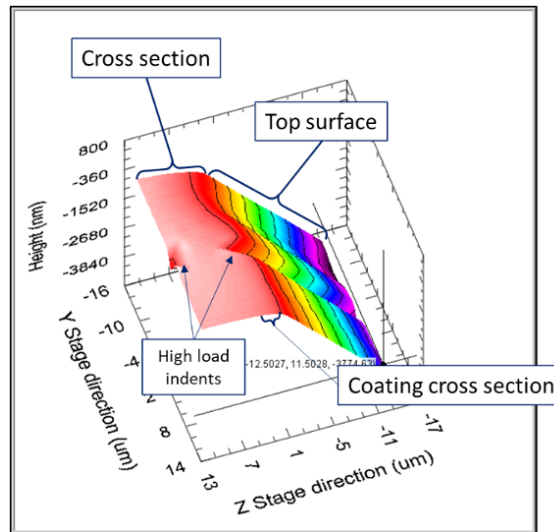 Cross section
Top surface
800
-360
-1520
-2680
-3840
Height (nm)
-16
-10
-4
8
14
Y Stage direction (um)
High load
indents
-12.5027, 11.5028, -3774.63)
Coating cross section
13
7
1
-5
-11
-17
Z Stage direction (um)